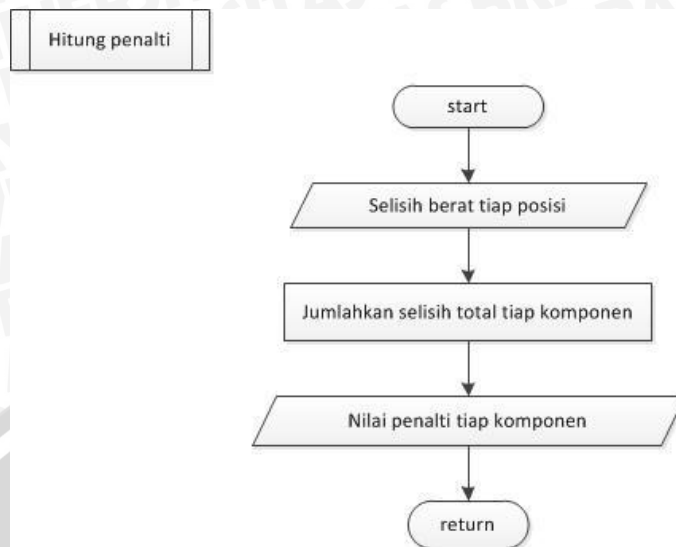 Hitung penalti
start
Selisih berat tiap posisi
Jumlahkan selisih total tiap komponen
Nilai penalti tiap komponen
return